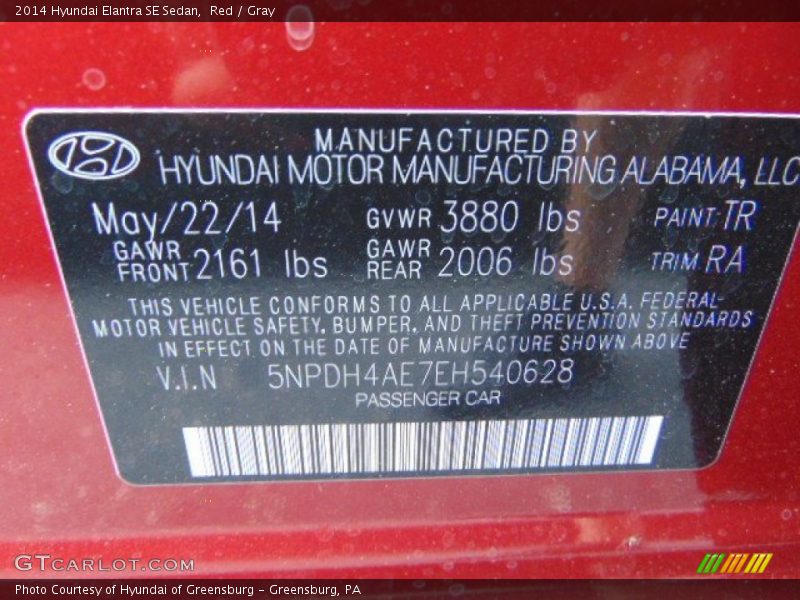 2014 Hyundai Elantra SE Sedan, Red / Gray
MANUFACTURED BY
HYUNDAI MOTOR MANUFACTURING ALABAMA, LLC
May/22/14 GVWR 3880 lbs PAINT TR
GAWR FRONT 2161 lbs GAWR REAR 2006 lbs TRIM RA
THIS VEHICLE CONFORMS TO ALL APPLICABLE U.S.A. FEDERAL-
MOTOR VEHICLE SAFETY, BUMPER, AND THEFT PREVENTION STANDARDS
IN EFFECT ON THE DATE OF MANUFACTURE SHOWN ABOVE
V.I.N 5NPDH4AE7EH540628
PASSENGER CAR
GTCARLOT.COM
Photo Courtesy of Hyundai of Greensburg - Greensburg, PA